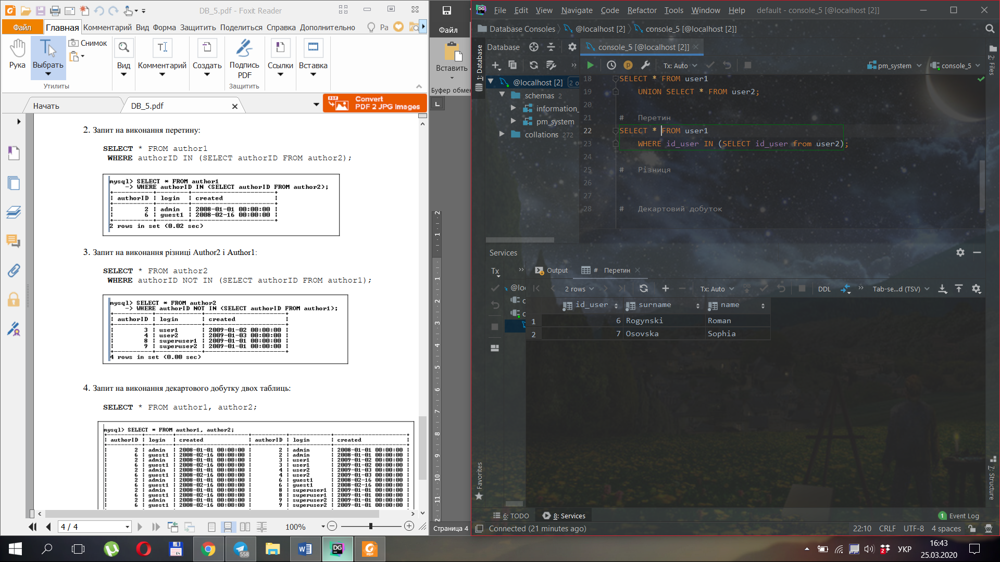 DB_5.pdf - Foxit Reader
Файл
Главная
Комментарий
Вид
Форма
Защитить
Поделиться
Справка
Дополнительно
Ра
Рука
Выбрать
Снимок
Утилиты
Вид
Комментарий
Создать
Подпись PDF
Защитить
Ссылки
Вставка
Начать
DB_5.pdf
Convert
PDF 2 JPG Images
2. Запит на виконання перетину:
SELECT * FROM author1
WHERE authorID IN (SELECT authorID FROM author2);
mysql> SELECT * FROM author1
-> WHERE authorID IN (SELECT authorID FROM author2);
| authorID | login | created |
| 2 | admin | 2008-01-01 00:00:00 |
| 6 | guest1 | 2008-02-16 00:00:00 |
2 rows in set (0.02 sec)
3. Запит на виконання різниці Author2 і Author1:
SELECT * FROM author2
WHERE authorID NOT IN (SELECT authorID FROM author1);
mysql> SELECT * FROM author2
-> WHERE authorID NOT IN (SELECT authorID FROM author1);
| authorID | login | created |
| 3 | user1 | 2009-01-02 00:00:00 |
| 4 | user2 | 2009-01-03 00:00:00 |
| 8 | superuser1 | 2009-01-01 00:00:00 |
| 9 | superuser2 | 2009-01-01 00:00:00 |
4 rows in set (0.00 sec)
4. Запит на виконання декартового добутку двох таблиць:
SELECT * FROM author1, author2;
mysql> SELECT * FROM author1, author2;
| authorID | login | created | authorID | login | created |
| 2 | admin | 2008-01-01 00:00:00 | 2 | admin | 2008-01-01 00:00:00 |
| 6 | guest1 | 2008-02-16 00:00:00 | 2 | admin | 2008-01-01 00:00:00 |
| 2 | admin | 2008-01-01 00:00:00 | 3 | user1 | 2009-01-02 00:00:00 |
| 6 | guest1 | 2008-02-16 00:00:00 | 3 | user1 | 2009-01-02 00:00:00 |
| 2 | admin | 2008-01-01 00:00:00 | 4 | user2 | 2009-01-03 00:00:00 |
| 6 | guest1 | 2008-02-16 00:00:00 | 4 | user2 | 2009-01-03 00:00:00 |
| 2 | admin | 2008-01-01 00:00:00 | 6 | guest1 | 2008-02-16 00:00:00 |
| 6 | guest1 | 2008-02-16 00:00:00 | 6 | guest1 | 2008-02-16 00:00:00 |
| 2 | admin | 2008-01-01 00:00:00 | 8 | superuser1 | 2009-01-01 00:00:00 |
| 6 | guest1 | 2008-02-16 00:00:00 | 8 | superuser1 | 2009-01-01 00:00:00 |
| 2 | admin | 2008-01-01 00:00:00 | 9 | superuser2 | 2009-01-01 00:00:00 |
| 6 | guest1 | 2008-02-16 00:00:00 | 9 | superuser2 | 2009-01-01 00:00:00 |
4 / 4
100%
Файл
Вставить
Буфер обмен
2 1 1 2 3 4 5 6 7 8 9 10 11 2
Страница 4
File Edit View Navigate Code Refactor Tools Window Help default - console_5 [@localhost [2]]
Database Consoles @localhost [2] console_5 [@localhost [2]]
1: Database
Database
console_5 [@localhost [2]]
Tx: Auto
pm_system
console_5
@localhost [2] 2 o
schemas 2
information_
pm_system
collations 272
18 SELECT * FROM user1
19 UNION SELECT * FROM user2;
20
21 # Перетин
22 SELECT * FROM user1
23 WHERE id_user IN (SELECT id_user from user2);
24
25 # Різниця
26
27
28 # Декартовий добуток
2: Files
Services
Tx
Output
# Перетин
@loc
2 rows
Tx: Auto
DDL
Tab-se...d (TSV)
id_user surname name
1 6 Rogynski Roman
2 7 Osovska Sophia
Favorites
7: Structure
6: TODO
8: Services
1 Event Log
Connected (21 minutes ago)
22:10 CRLF UTF-8 4 spaces
64
558
DG
PDF
2
УКР
16:43
25.03.2020